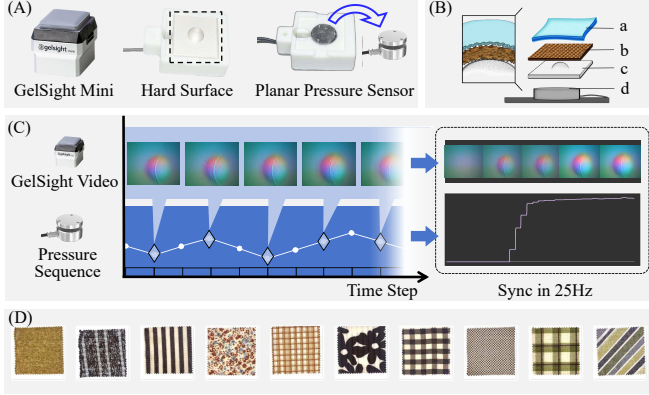 (A)
gelsight
GelSight Mini
Hard Surface
Planar Pressure Sensor
(B)
a
b
c
d
(C)
GelSight Video
Pressure
Sequence
Time Step
Sync in 25Hz
(D)